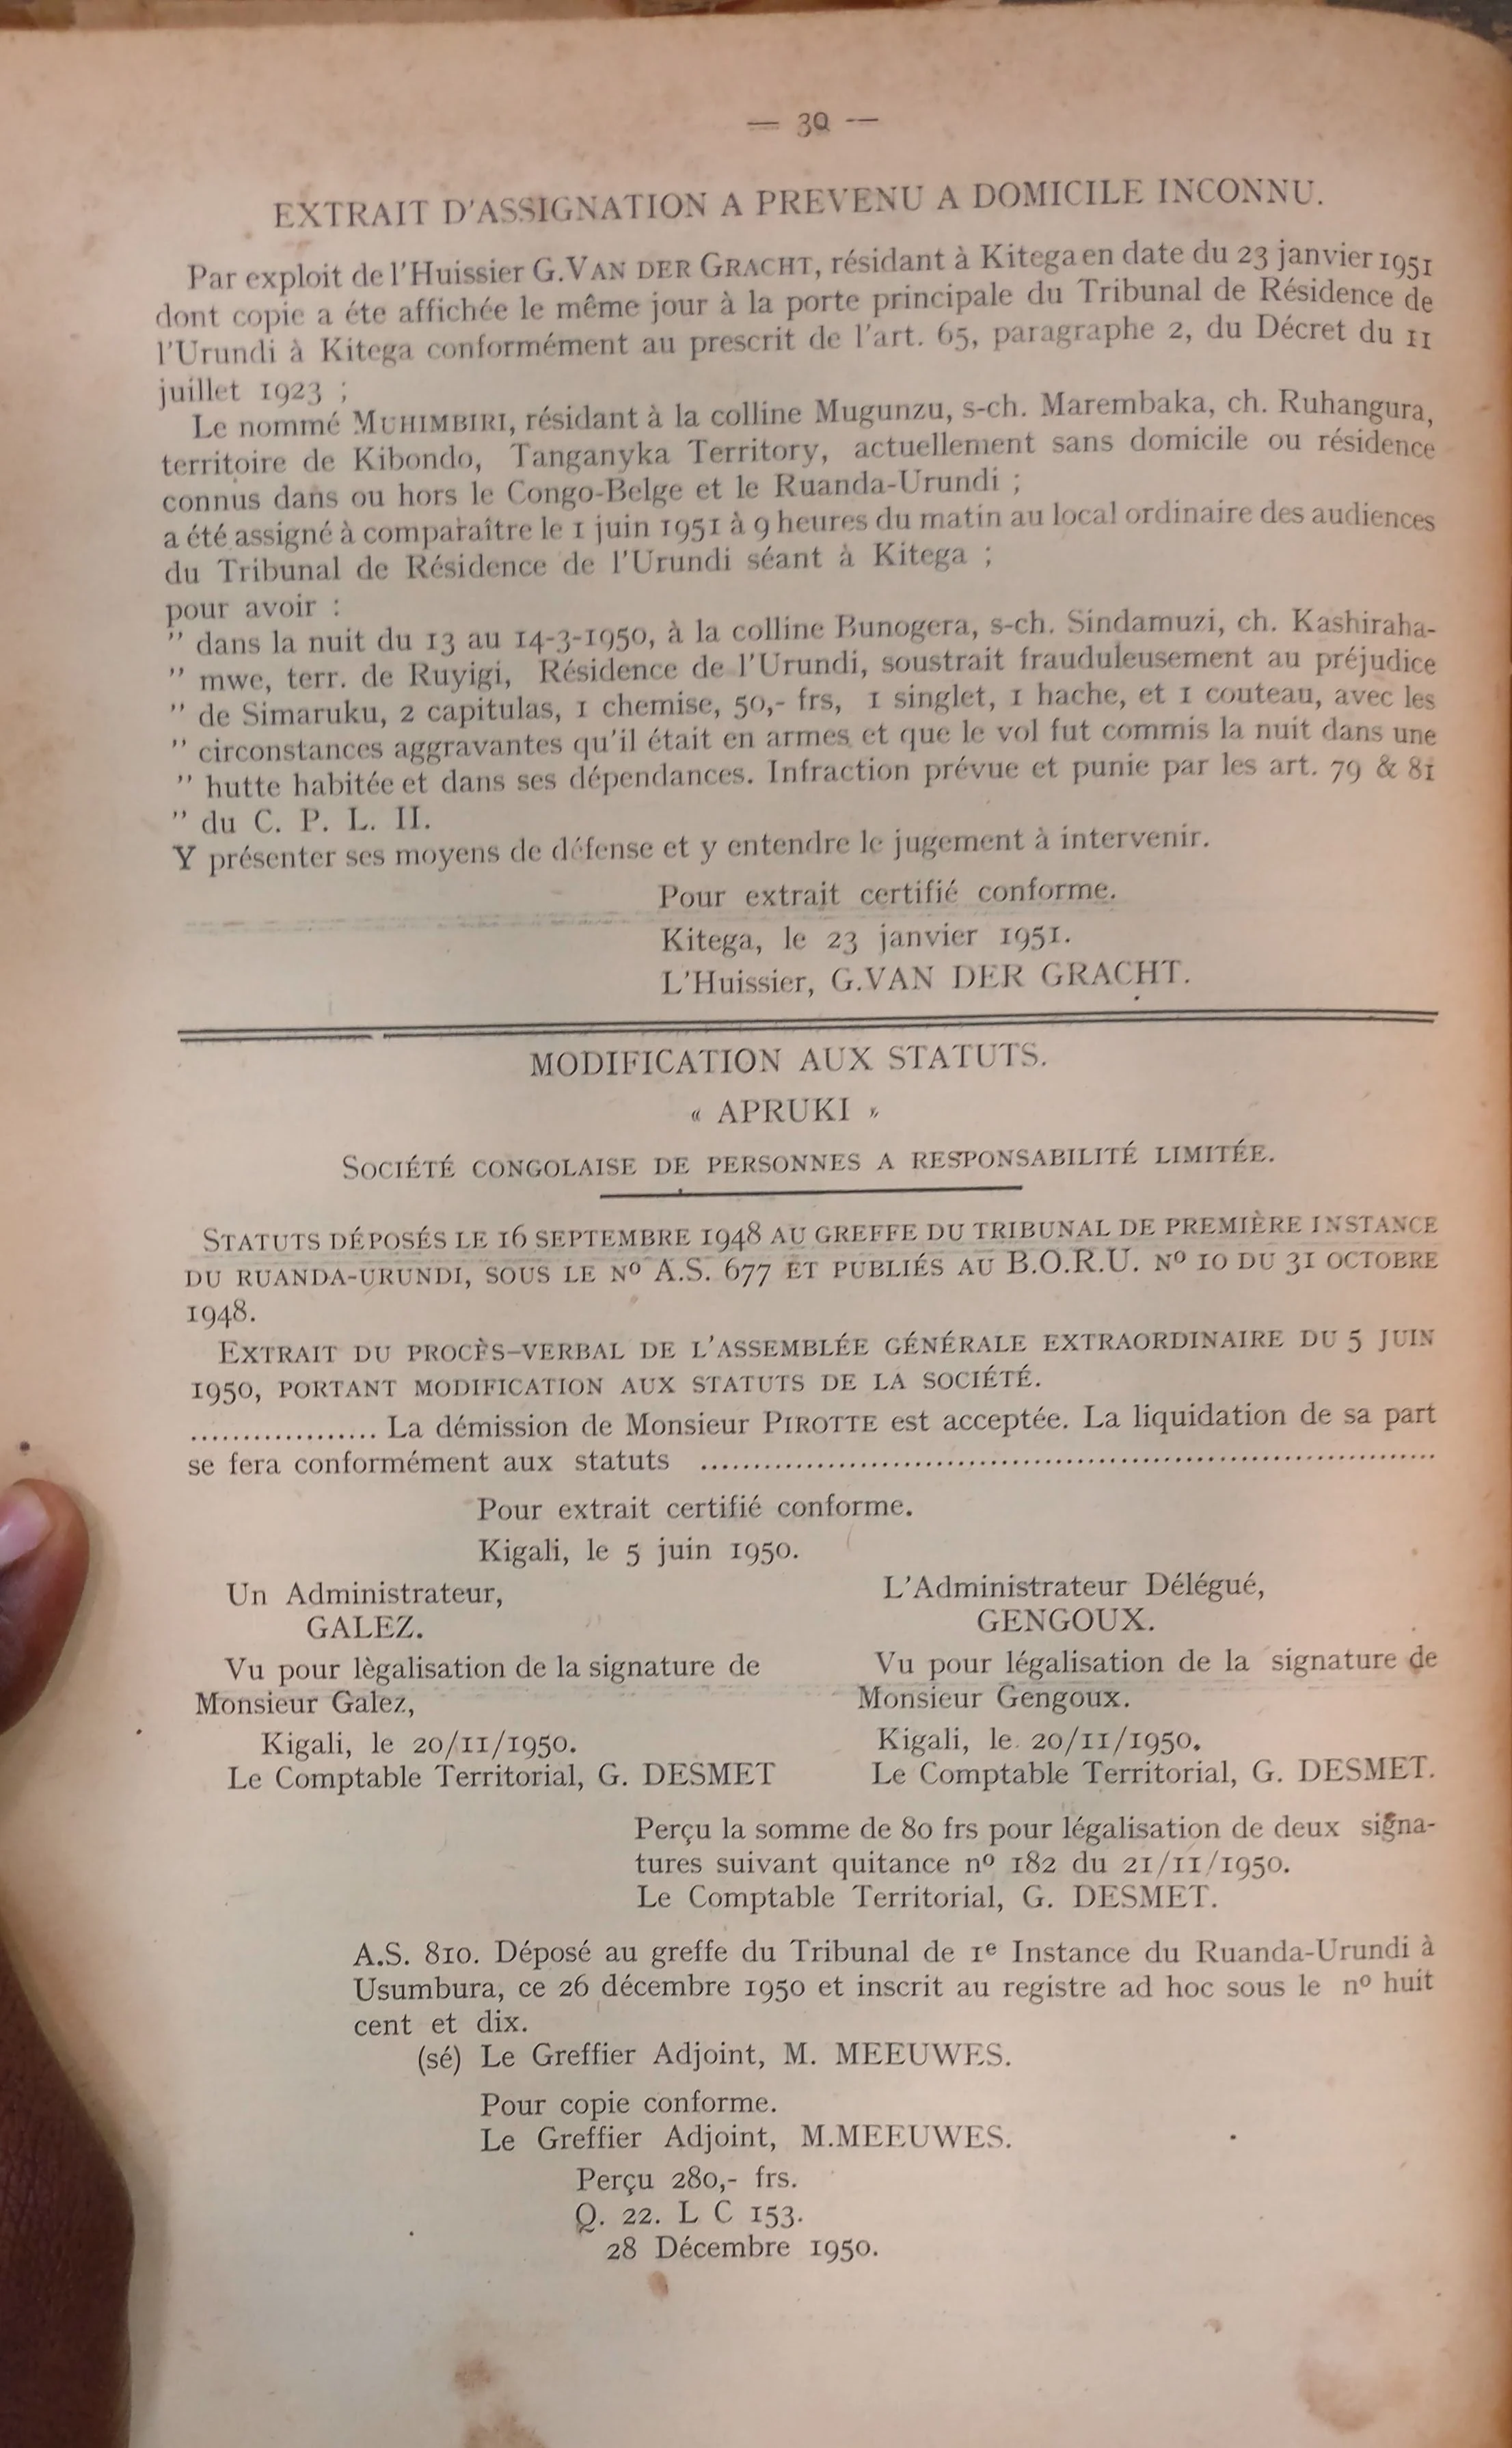 — 30 —
EXTRAIT D'ASSIGNATION A PREVENU A DOMICILE INCONNU.
Par exploit de l'Huissier G.VAN DER GRACHT, résidant à Kitega en date du 23 janvier 1951
dont copie a éte affichée le même jour à la porte principale du Tribunal de Résidence de
l'Urundi à Kitega conformément au prescrit de l'art. 65, paragraphe 2, du Décret du 11
juillet 1923 ;
Le nommé MUHIMBIRI, résidant à la colline Mugunzu, s-ch. Marembaka, ch. Ruhangura,
territoire de Kibondo, Tanganyka Territory, actuellement sans domicile ou résidence
connus dans ou hors le Congo-Belge et le Ruanda-Urundi ;
a été assigné à comparaître le 1 juin 1951 à 9 heures du matin au local ordinaire des audiences
du Tribunal de Résidence de l'Urundi séant à Kitega ;
pour avoir :
" dans la nuit du 13 au 14-3-1950, à la colline Bunogera, s-ch. Sindamuzi, ch. Kashiraha-
" mwe, terr. de Ruyigi, Résidence de l'Urundi, soustrait frauduleusement au préjudice
" de Simaruku, 2 capitulas, 1 chemise, 50,- frs, 1 singlet, 1 hache, et 1 couteau, avec les
" circonstances aggravantes qu'il était en armes et que le vol fut commis la nuit dans une
" hutte habitée et dans ses dépendances. Infraction prévue et punie par les art. 79 & 81
" du C. P. L. II.
Y présenter ses moyens de défense et y entendre le jugement à intervenir.
Pour extrait certifié conforme.
Kitega, le 23 janvier 1951.
L'Huissier, G.VAN DER GRACHT.
MODIFICATION AUX STATUTS.
« APRUKI »
SOCIÉTÉ CONGOLAISE DE PERSONNES A RESPONSABILITÉ LIMITÉE.
STATUTS DÉPOSÉS LE 16 SEPTEMBRE 1948 AU GREFFE DU TRIBUNAL DE PREMIÈRE INSTANCE
DU RUANDA-URUNDI, SOUS LE Nº A.S. 677 ET PUBLIÉS AU B.O.R.U. Nº 10 DU 31 OCTOBRE
1948.
EXTRAIT DU PROCÈS-VERBAL DE L'ASSEMBLÉE GÉNÉRALE EXTRAORDINAIRE DU 5 JUIN
1950, PORTANT MODIFICATION AUX STATUTS DE LA SOCIÉTÉ.
.................. La démission de Monsieur PIROTTE est acceptée. La liquidation de sa part
se fera conformément aux statuts ......................................................................
Pour extrait certifié conforme.
Kigali, le 5 juin 1950.
Un Administrateur,
GALEZ.
Vu pour lègalisation de la signature de
Monsieur Galez,
Kigali, le 20/11/1950.
Le Comptable Territorial, G. DESMET
L'Administrateur Délégué,
GENGOUX.
Vu pour légalisation de la signature de
Monsieur Gengoux.
Kigali, le 20/11/1950.
Le Comptable Territorial, G. DESMET.
Perçu la somme de 80 frs pour légalisation de deux signa-
tures suivant quitance nº 182 du 21/11/1950.
Le Comptable Territorial, G. DESMET.
A.S. 810. Déposé au greffe du Tribunal de 1e Instance du Ruanda-Urundi à
Usumbura, ce 26 décembre 1950 et inscrit au registre ad hoc sous le nº huit
cent et dix.
(sé) Le Greffier Adjoint, M. MEEUWES.
Pour copie conforme.
Le Greffier Adjoint, M.MEEUWES.
Perçu 280,- frs.
Q. 22. L C 153.
28 Décembre 1950.